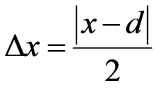 Δx = |x − d| / 2